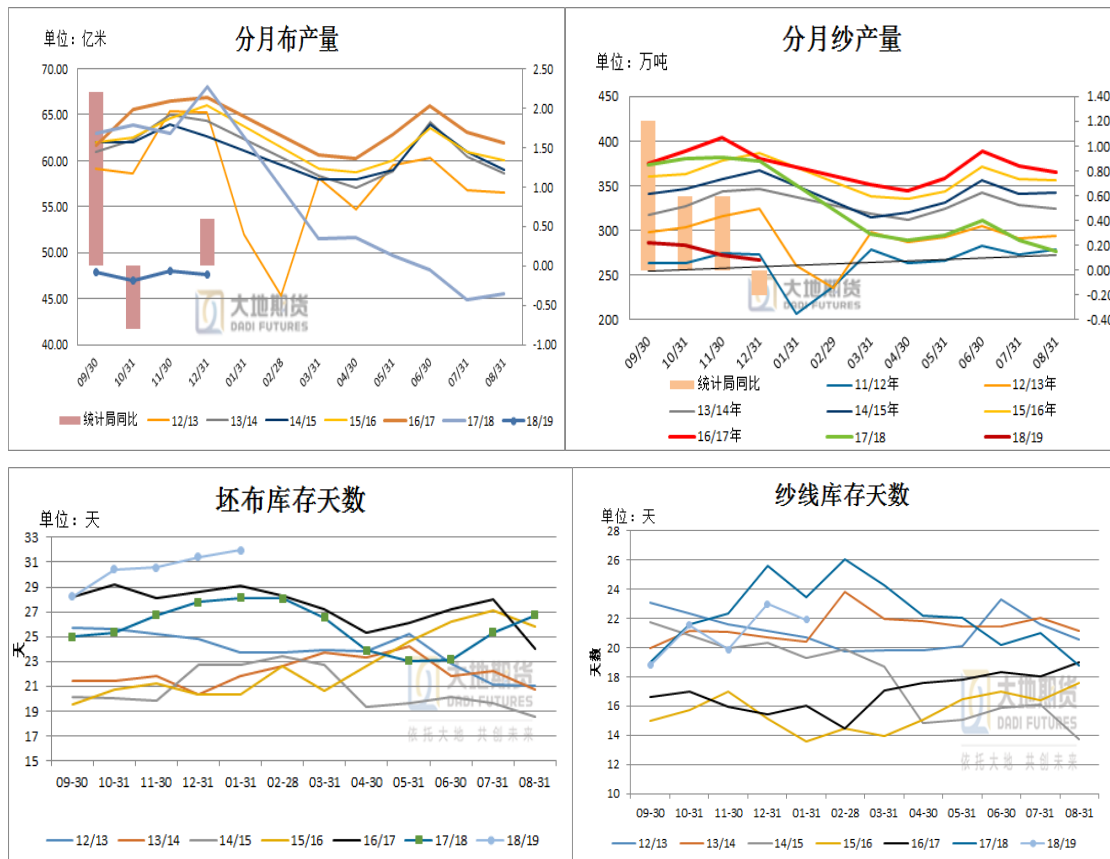 分月布产量
单位：亿米
70.00
65.00
60.00
55.00
50.00
45.00
40.00
2.50
2.00
1.50
1.00
0.50
0.00
-0.50
-1.00
09/30 10/31 11/30 12/31 01/31 02/28 03/31 04/30 05/31 06/30 07/31 08/31
大地期货
DADI FUTURES
统计局同比 12/13 13/14 14/15 15/16 16/17 17/18 18/19
分月纱产量
单位：万吨
450
400
350
300
250
200
1.40
1.20
1.00
0.80
0.60
0.40
0.20
0.00
-0.20
-0.40
09/30 10/31 11/30 12/31 01/31 02/29 03/31 04/30 05/31 06/30 07/31 08/31
大地期货
DADI FUTURES
统计局同比 11/12年 12/13年
13/14年 14/15年 15/16年
16/17年 17/18 18/19
坯布库存天数
单位：天
33
31
29
27
25
23
21
19
17
15
天
09-30 10-31 11-30 12-31 01-31 02-28 03-31 04-30 05-31 06-30 07-31 08-31
大地期货
DADI FUTURES
依托大地 共创未来
12/13 13/14 14/15 15/16 16/17 17/18 18/19
纱线库存天数
单位：天
28
26
24
22
20
18
16
14
12
10
天数
09-30 10-31 11-30 12-31 01-31 02-28 03-31 04-30 05-31 06-30 07-31 08-31
大地期货
DADI FUTURES
依托大地 共创未来
12/13 13/14 14/15 15/16 16/17 17/18 18/19